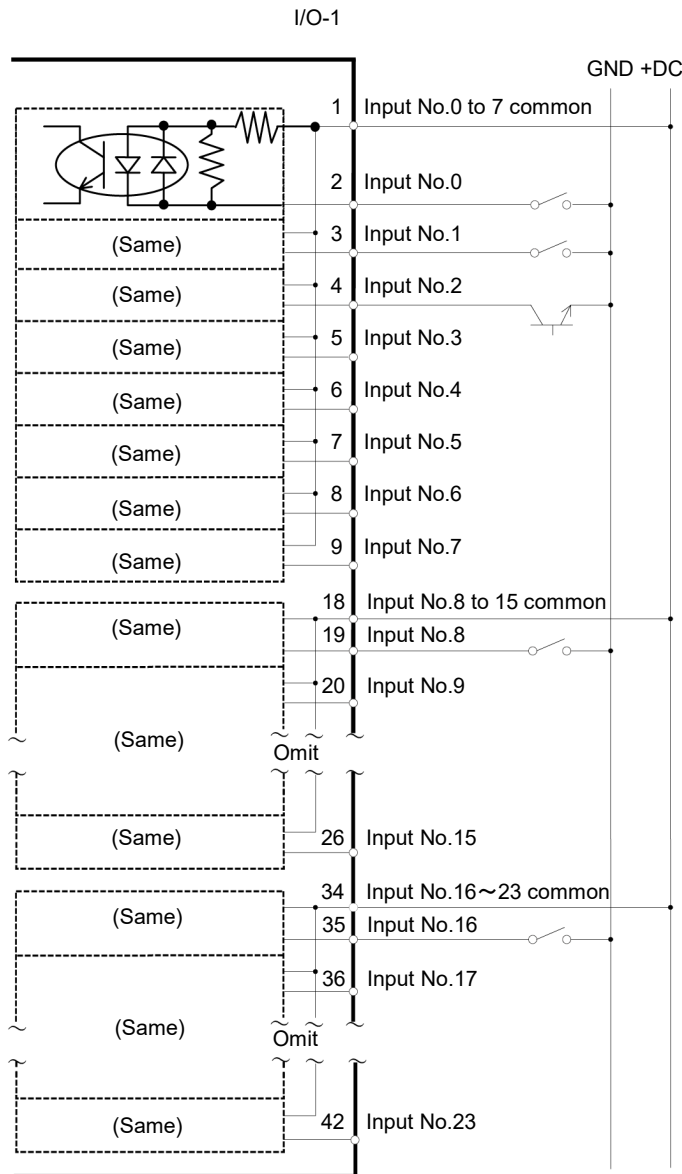 I/O-1
GND +DC
1 Input No.0 to 7 common
2 Input No.0
(Same) 3 Input No.1
(Same) 4 Input No.2
(Same) 5 Input No.3
(Same) 6 Input No.4
(Same) 7 Input No.5
(Same) 8 Input No.6
(Same) 9 Input No.7
18 Input No.8 to 15 common
(Same) 19 Input No.8
20 Input No.9
(Same)
Omit
(Same) 26 Input No.15
34 Input No.16～23 common
(Same) 35 Input No.16
36 Input No.17
(Same)
Omit
(Same) 42 Input No.23